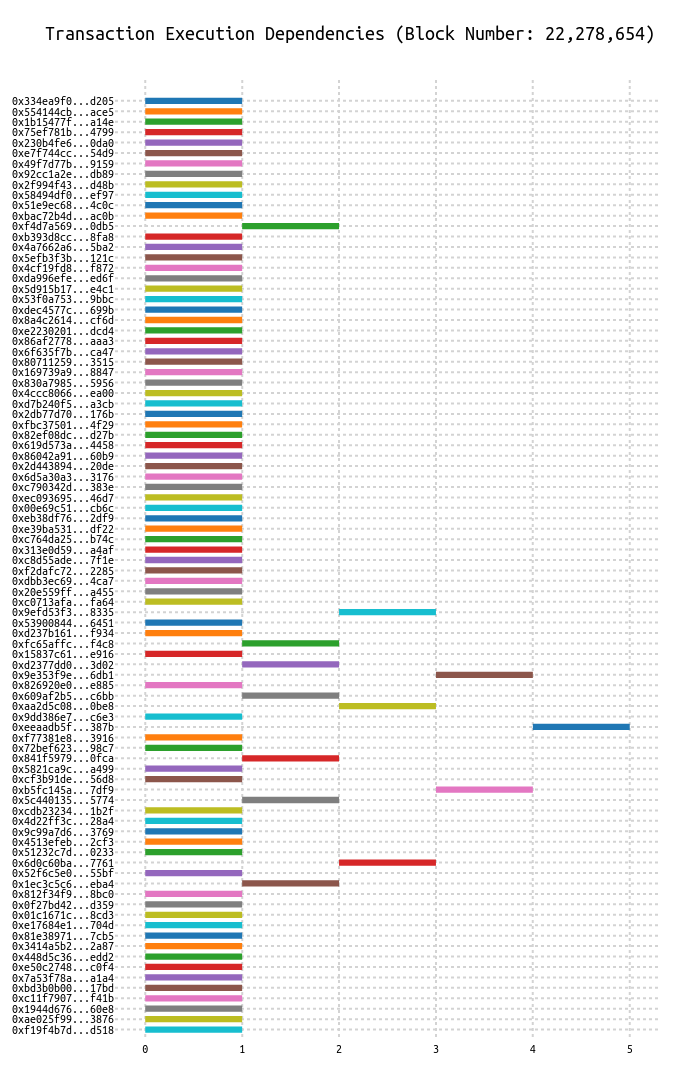 Transaction Execution Dependencies (Block Number: 22,278,654)
0x334ea9f0...d205
0x554144cb...ace5
0x1b15477f...a14e
0x75ef781b...4799
0x230b4fe6...0da0
0xe7f744cc...54d9
0x49f7d77b...9159
0x92cc1a2e...db89
0x2f994f43...d48b
0x58494df0...ef97
0x51e9ec68...4c0c
0xbac72b4d...ac0b
0xf4d7a569...0db5
0xb393d8cc...8fa8
0x4a7662a6...5ba2
0x5efb3f3b...121c
0x4cf19fd8...f872
0xda996efe...ed6f
0x5d915b17...e4c1
0x53f0a753...9bbc
0xdec4577c...699b
0x8a4c2614...cf6d
0xe2230201...dcd4
0x86af2778...aaa3
0x6f635f7b...ca47
0x80711259...3515
0x169739a9...8847
0x830a7985...5956
0x4ccc8066...ea00
0xd7b240f5...a3cb
0x2db77d70...176b
0xfbc37501...4f29
0x82ef08dc...d27b
0x619d573a...4458
0x86042a91...60b9
0x2d443894...20de
0x6d5a30a3...3176
0xc790342d...383e
0xec093695...46d7
0x00e69c51...cb6c
0xeb38df76...2df9
0xe39ba531...df22
0xc764da25...b74c
0x313e0d59...a4af
0xc8d55ade...7f1e
0xf2dafc72...2285
0xdbb3ec69...4ca7
0x20e559ff...a455
0xc0713afa...fa64
0x9efd53f3...8335
0x53900844...6451
0xd237b161...f934
0xfc65affc...f4c8
0x15837c61...e916
0xd2377dd0...3d02
0x9e353f9e...6db1
0x826920e0...e885
0x609af2b5...c6bb
0xaa2d5c08...0be8
0x9dd386e7...c6e3
0xeeaadb5f...387b
0xf77381e8...3916
0x72bef623...98c7
0x841f5979...0fca
0x5821ca9c...a499
0xcf3b91de...56d8
0xb5fc145a...7df9
0x5c440135...5774
0xcdb23234...1b2f
0x4d22ff3c...28a4
0x9c99a7d6...3769
0x4513efeb...2cf3
0x51232c7d...0233
0x6d0c60ba...7761
0x52f6c5e0...55bf
0x1ec3c5c6...eba4
0x812f34f9...8bc0
0x0f27bd42...d359
0x01c1671c...8cd3
0xe17684e1...704d
0x81e38971...7cb5
0x3414a5b2...2a87
0x448d5c36...edd2
0xe50c2748...c0f4
0x7a53f78a...a1a4
0xbd3b0b00...17bd
0xc11f7907...f41b
0x1944d676...60e8
0xae025f99...3876
0xf19f4b7d...d518
0 1 2 3 4 5